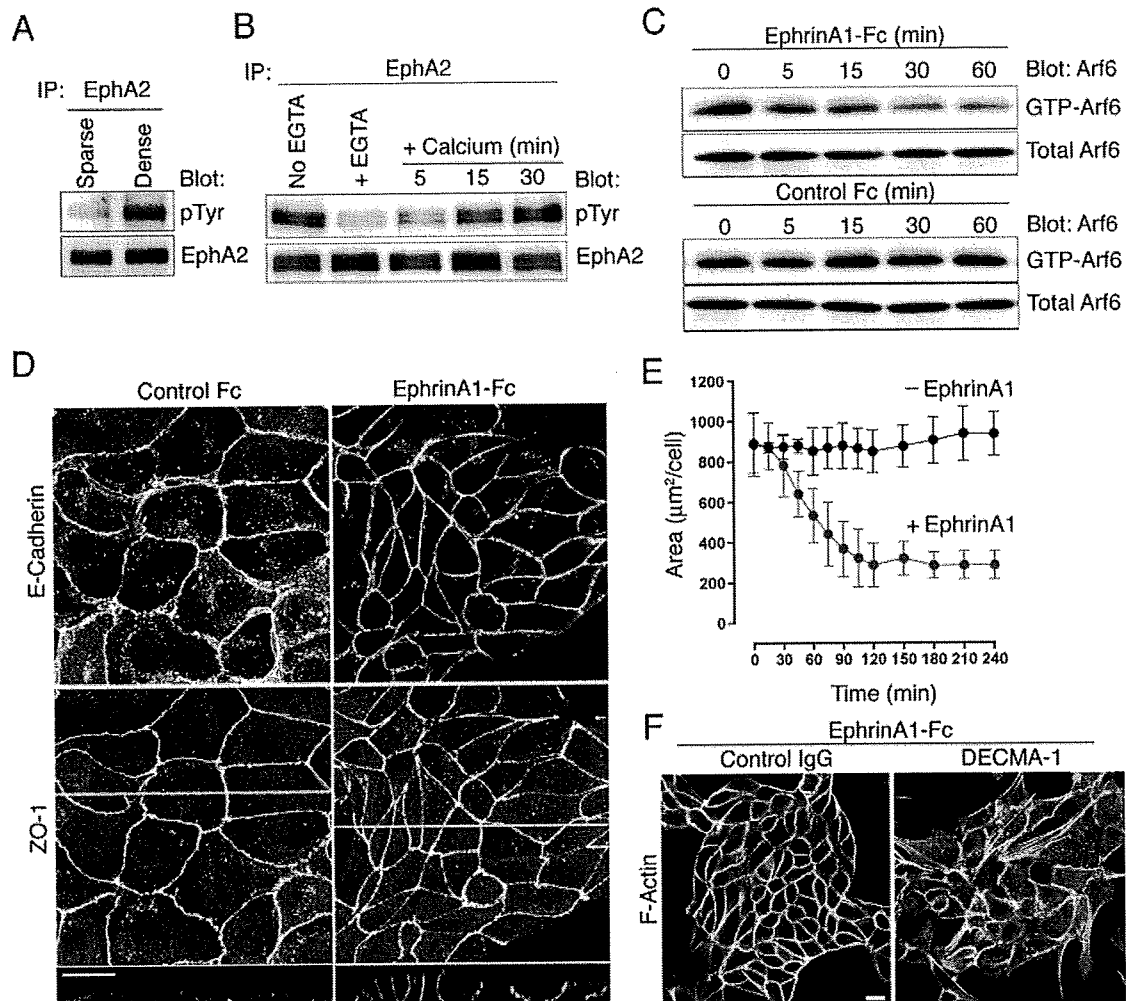 A
IP: EphA2
Sparse
Dense
Blot:
pTyr
EphA2
B
IP: EphA2
No EGTA
+ EGTA
+ Calcium (min)
5 15 30 Blot:
pTyr
EphA2
C
EphrinA1-Fc (min)
0 5 15 30 60 Blot: Arf6
GTP-Arf6
Total Arf6
Control Fc (min)
0 5 15 30 60 Blot: Arf6
GTP-Arf6
Total Arf6
D
Control Fc EphrinA1-Fc
E-Cadherin
ZO-1
E
1200
1000
800
600
400
200
0
Area (µm²/cell)
– EphrinA1
+ EphrinA1
0 30 60 90 120 150 180 210 240
Time (min)
F
EphrinA1-Fc
Control IgG DECMA-1
F-Actin